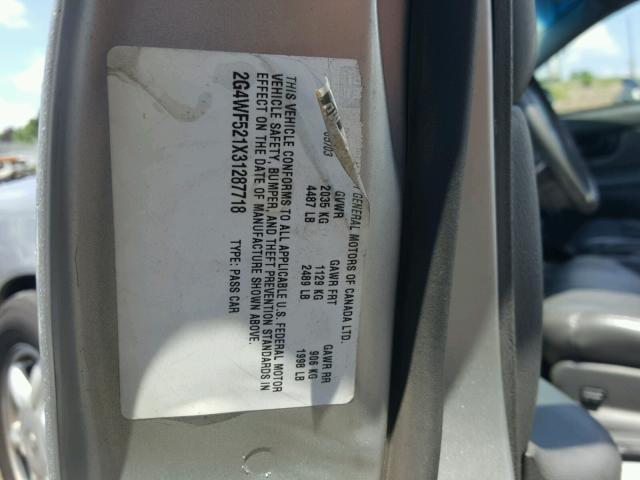 GENERAL MOTORS OF CANADA LTD.
03/03 GVWR GAWR FRT GAWR RR
2035 KG 1129 KG 906 KG
4487 LB 2489 LB 1998 LB
THIS VEHICLE CONFORMS TO ALL APPLICABLE U.S. FEDERAL MOTOR
VEHICLE SAFETY, BUMPER, AND THEFT PREVENTION STANDARDS IN
EFFECT ON THE DATE OF MANUFACTURE SHOWN ABOVE.
2G4WF521X31287718 TYPE: PASS CAR